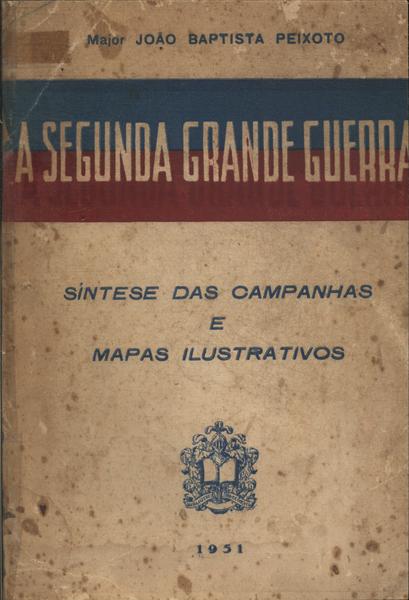 Major JOÃO BAPTISTA PEIXOTO
A SEGUNDA GRANDE GUERRA
SÍNTESE DAS CAMPANHAS
E
MAPAS ILUSTRATIVOS
1951